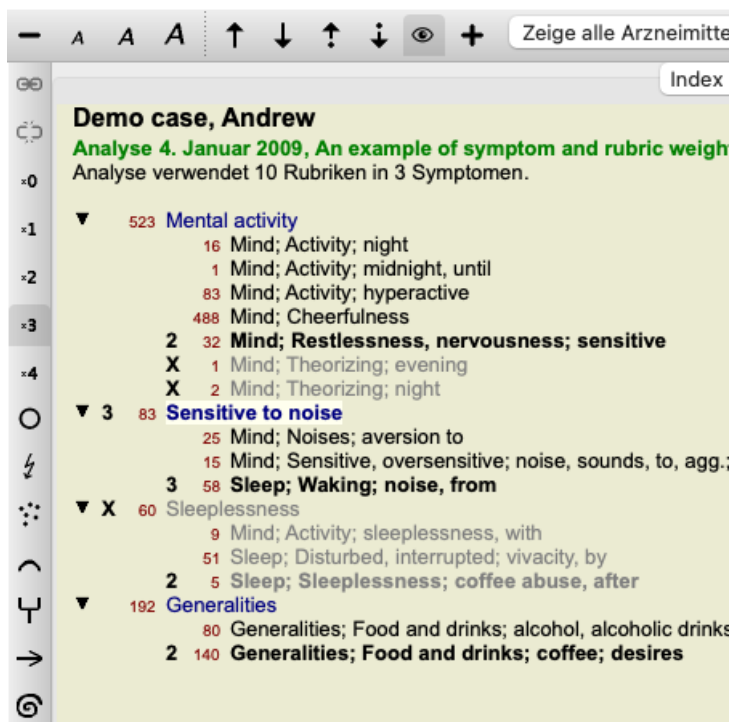 A A A Zeige alle Arzneimitte
Index
Demo case, Andrew
Analyse 4. Januar 2009, An example of symptom and rubric weigh
Analyse verwendet 10 Rubriken in 3 Symptomen.
×0
×1
×2
×3
×4
523 Mental activity
16 Mind; Activity; night
1 Mind; Activity; midnight, until
83 Mind; Activity; hyperactive
488 Mind; Cheerfulness
2 32 Mind; Restlessness, nervousness; sensitive
X 1 Mind; Theorizing; evening
X 2 Mind; Theorizing; night
3 83 Sensitive to noise
25 Mind; Noises; aversion to
15 Mind; Sensitive, oversensitive; noise, sounds, to, agg.;
3 58 Sleep; Waking; noise, from
X 60 Sleeplessness
9 Mind; Activity; sleeplessness, with
51 Sleep; Disturbed, interrupted; vivacity, by
2 5 Sleep; Sleeplessness; coffee abuse, after
192 Generalities
80 Generalities; Food and drinks; alcohol, alcoholic drinks
2 140 Generalities; Food and drinks; coffee; desires